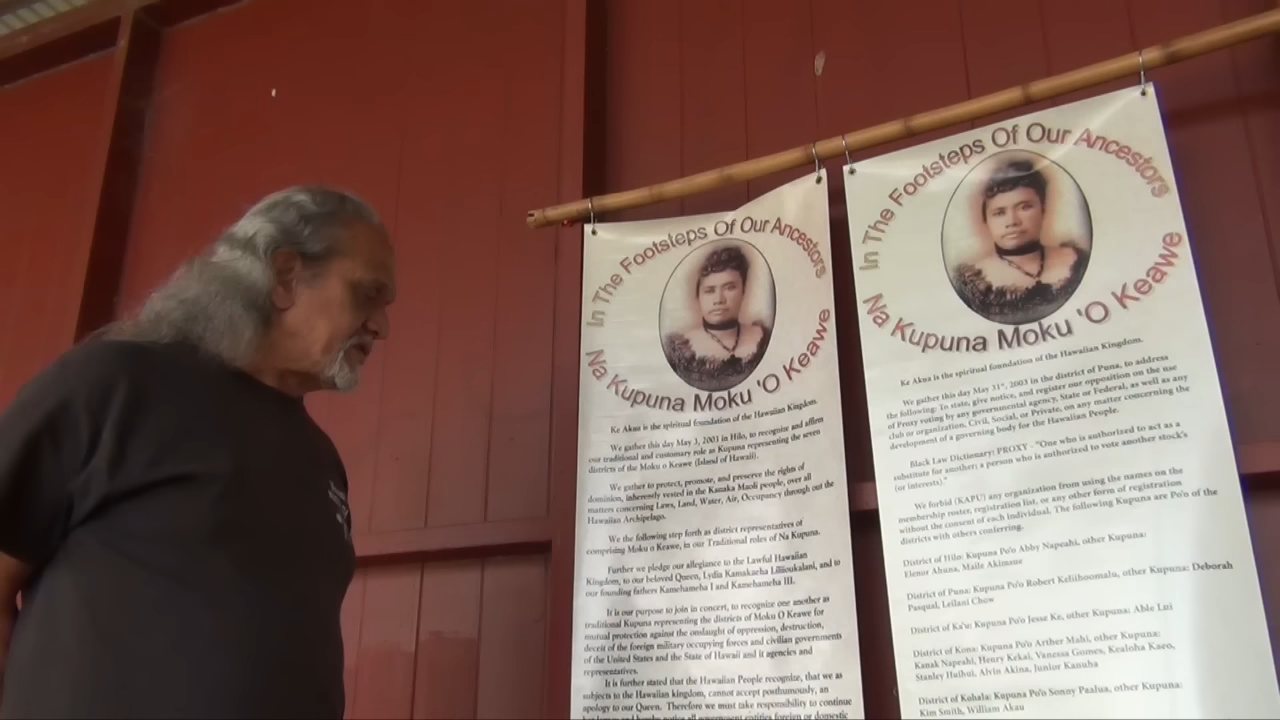 In The Footsteps Of Our Ancestors
Na Kupuna Moku 'O Keawe
Ke Akua is the spiritual foundation of the Hawaiian Kingdom.
We gather this day May 3, 2003 in Hilo, to recognize and affirm
our traditional and customary role as Kupuna representing the seven
districts of the Moku o Keawe (Island of Hawaii).
We gather to protect, promote, and preserve the rights of
dominion, inherently vested in the Kanaka Maoli people, over all
matters concerning Laws, Land, Water, Air, Occupancy through out the
Hawaiian Archipelago.
We the following step forth as district representatives of
comprising Moku o Keawe, in our Traditional roles of Na Kupuna.
Further we pledge our allegiance to the Lawful Hawaiian
Kingdom, to our beloved Queen, Lydia Kamakaeha Liliioukalani, and to
our founding fathers Kamehameha I and Kamehameha III.
It is our purpose to join in concert, to recognize one another as
traditional Kupuna representing the districts of Moku O Keawe for
mutual protection against the onslaught of oppression, destruction,
deceit of the foreign military occupying forces and civilian governments
of the United States and the State of Hawaii and it agencies and
representatives.
It is further stated that the Hawaiian People recognize, that we as
subjects to the Hawaiian kingdom, cannot accept posthumously, an
apology to our Queen. Therefore we must take responsibility to continue
government entities foreign or domestic
In The Footsteps Of Our Ancestors
Na Kupuna Moku 'O Keawe
Ke Akua is the spiritual foundation of the Hawaiian Kingdom.
We gather this day May 31st, 2003 in the district of Puna, to address
the following: To state, give notice, and register our opposition on the use
of Proxy voting by any governmental agency, State or Federal, as well as any
club or organization, Civil, Social, or Private, on any matter concerning the
development of a governing body for the Hawaiian People.
Black Law Dictionary: PROXY - "One who is authorized to act as a
substitute for another; a person who is authorized to vote another stock's
(or interests)."
We forbid (KAPU) any organization from using the names on the
membership roster, registration list, or any other form of registration
without the consent of each individual. The following Kupuna are Po'o of the
districts with others conferring.
District of Hilo: Kupuna Po'o Abby Napeahi, other Kupuna:
Elenor Ahuna, Maile Akimseu
District of Puna: Kupuna Po'o Robert Keliihoomalu, other Kupuna: Deborah
Pasqual, Leilani Chow
District of Ka'u: Kupuna Po'o Jesse Ke, other Kupuna: Able Lui
District of Kona: Kupuna Po'o Arther Mahi, other Kupuna:
Kanak Napeahi, Henry Kekai, Vanessa Gomes, Kealoha Kaeo,
Stanley Huihui, Alvin Akina, Junior Kanuha
District of Kohala: Kupuna Po'o Sonny Paalua, other Kupuna:
Kim Smith, William Akau